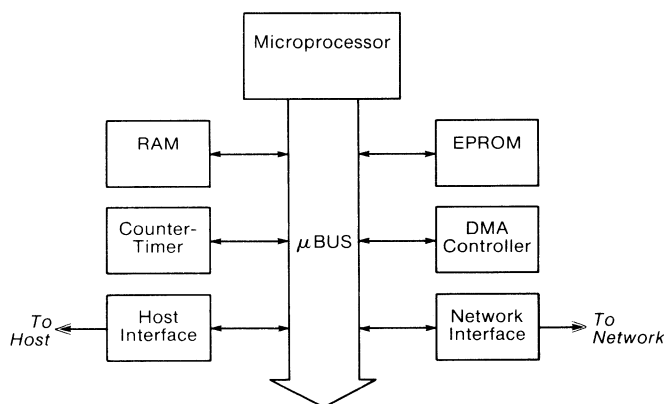 Microprocessor
RAM
EPROM
Counter-
Timer
μBUS
DMA
Controller
To
Host
Host
Interface
Network
Interface
To
Network